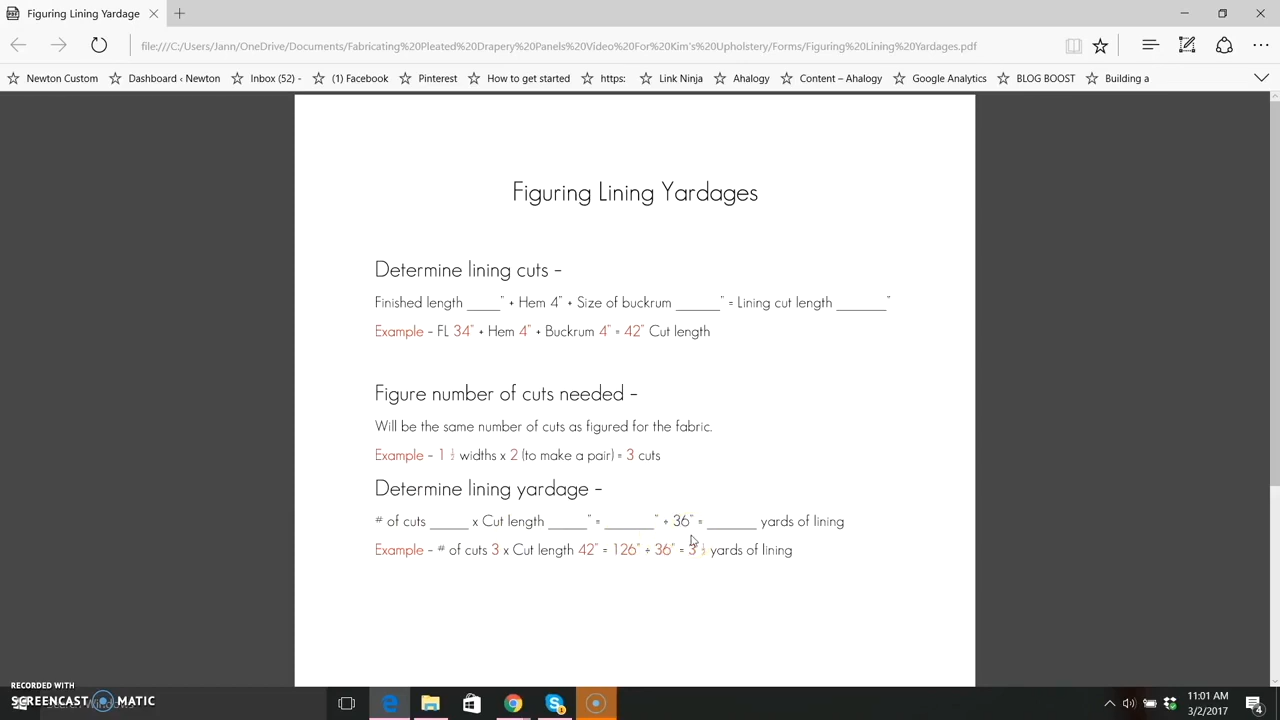 Figuring Lining Yardage
file:///C:/Users/Jann/OneDrive/Documents/Fabricating%20Pleated%20Drapery%20Panels%20Video%20For%20Kim's%20Upholstery/Forms/Figuring%20Lining%20Yardages.pdf
Newton Custom Dashboard ‹ Newton Inbox (52) - (1) Facebook Pinterest How to get started https: Link Ninja Ahalogy Content – Ahalogy Google Analytics BLOG BOOST Building a
Figuring Lining Yardages
Determine lining cuts –
Finished length _____" + Hem 4" + Size of buckrum ______" = Lining cut length _______"
Example – FL 34" + Hem 4" + Buckrum 4" = 42" Cut length
Figure number of cuts needed –
Will be the same number of cuts as figured for the fabric.
Example – 1 ½ widths x 2 (to make a pair) = 3 cuts
Determine lining yardage –
# of cuts _____ x Cut length _____" = _______" ÷ 36" = _______ yards of lining
Example – # of cuts 3 x Cut length 42" = 126" ÷ 36" = 3 ½ yards of lining
RECORDED WITH
SCREENCAST MATIC
11:01 AM
3/2/2017
4